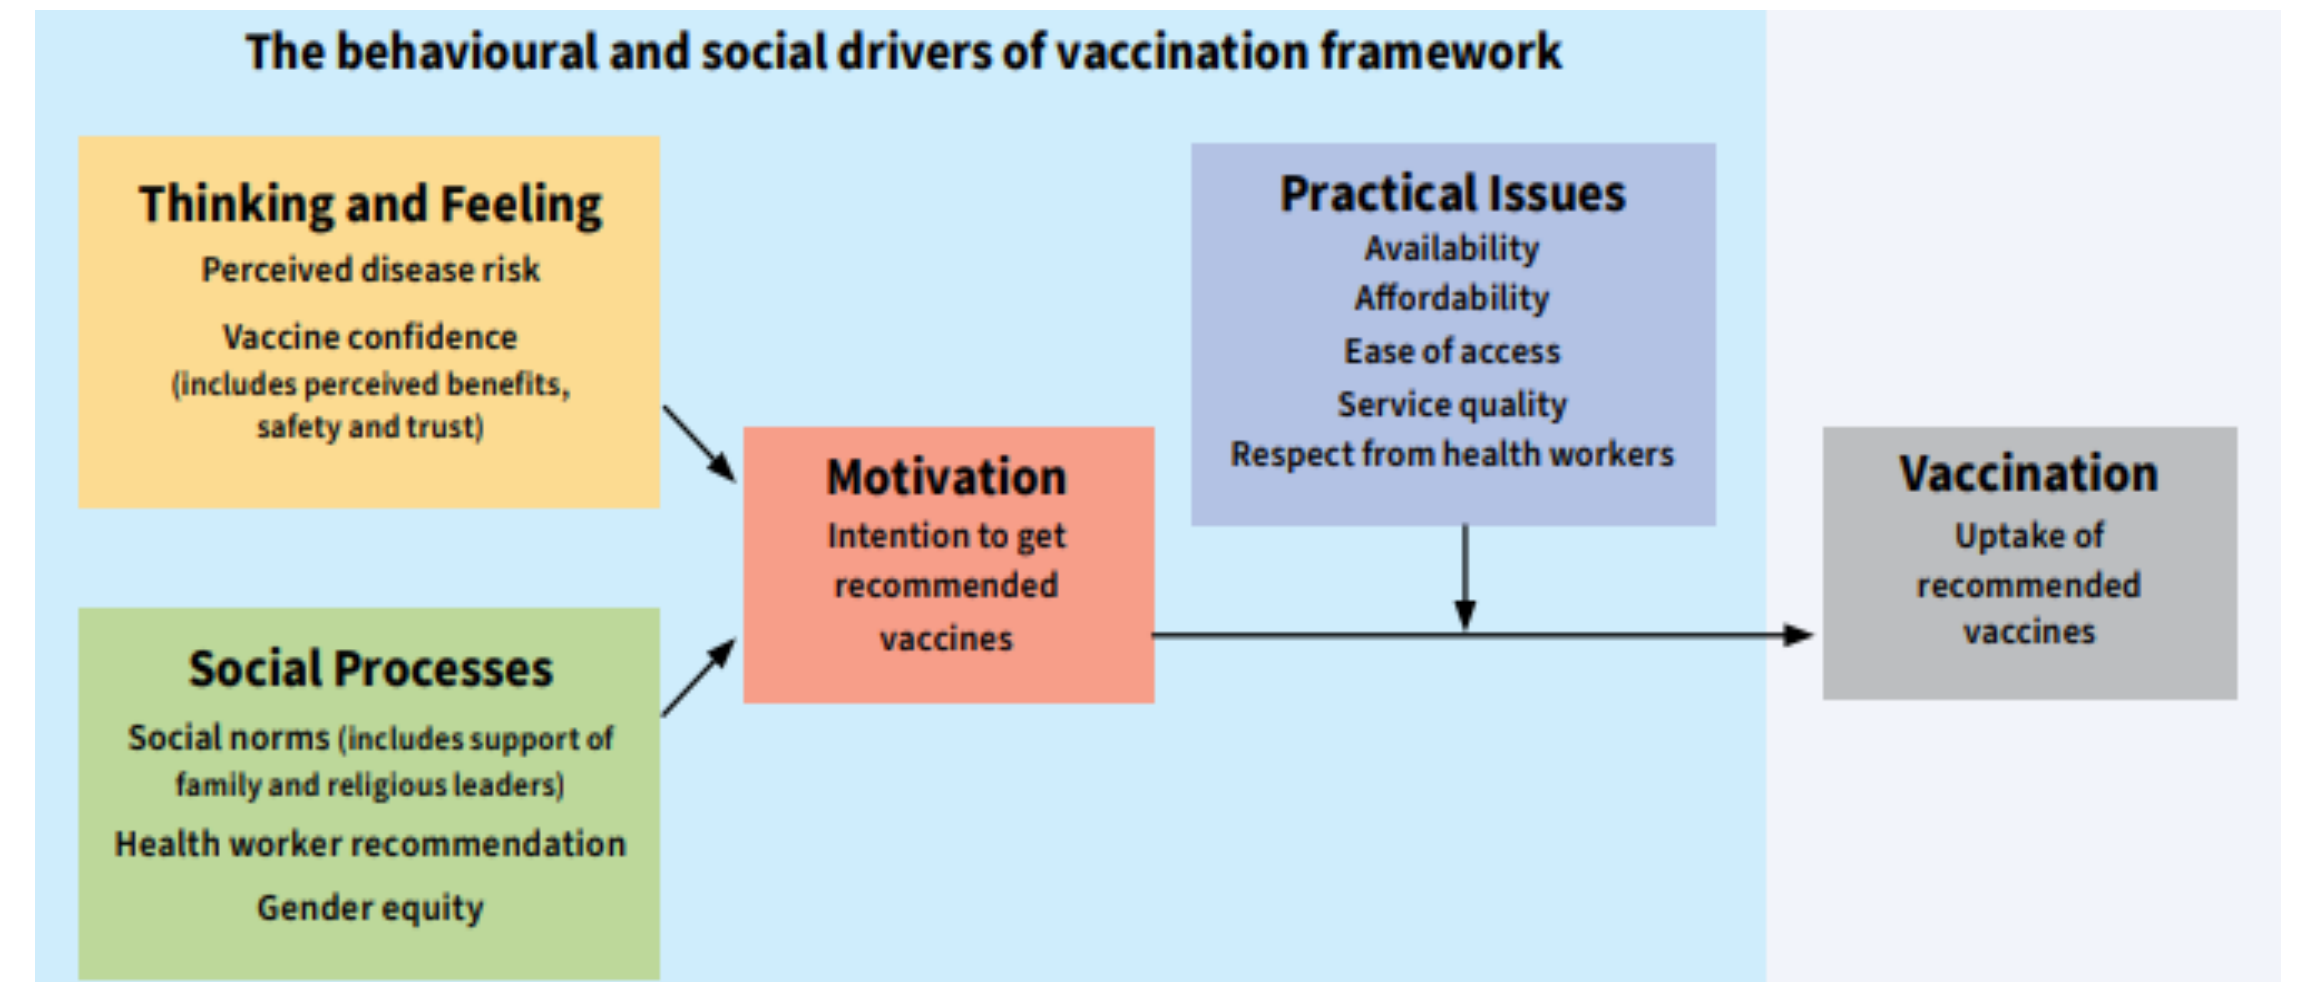 The behavioural and social drivers of vaccination framework
Thinking and Feeling
Perceived disease risk
Vaccine confidence
(includes perceived benefits,
safety and trust)
Social Processes
Social norms (includes support of
family and religious leaders)
Health worker recommendation
Gender equity
Motivation
Intention to get
recommended
vaccines
Practical Issues
Availability
Affordability
Ease of access
Service quality
Respect from health workers
Vaccination
Uptake of
recommended
vaccines